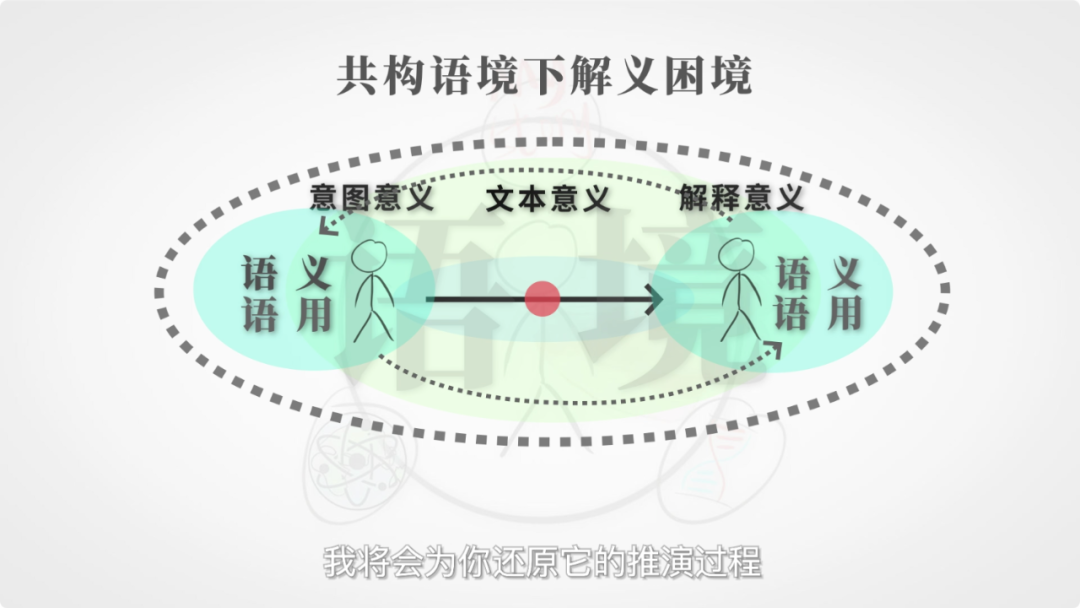 共构语境下解义困境
意图意义 文本意义 解释意义
语境
语义 语义
语用 语用
我将会为你还原它的推演过程